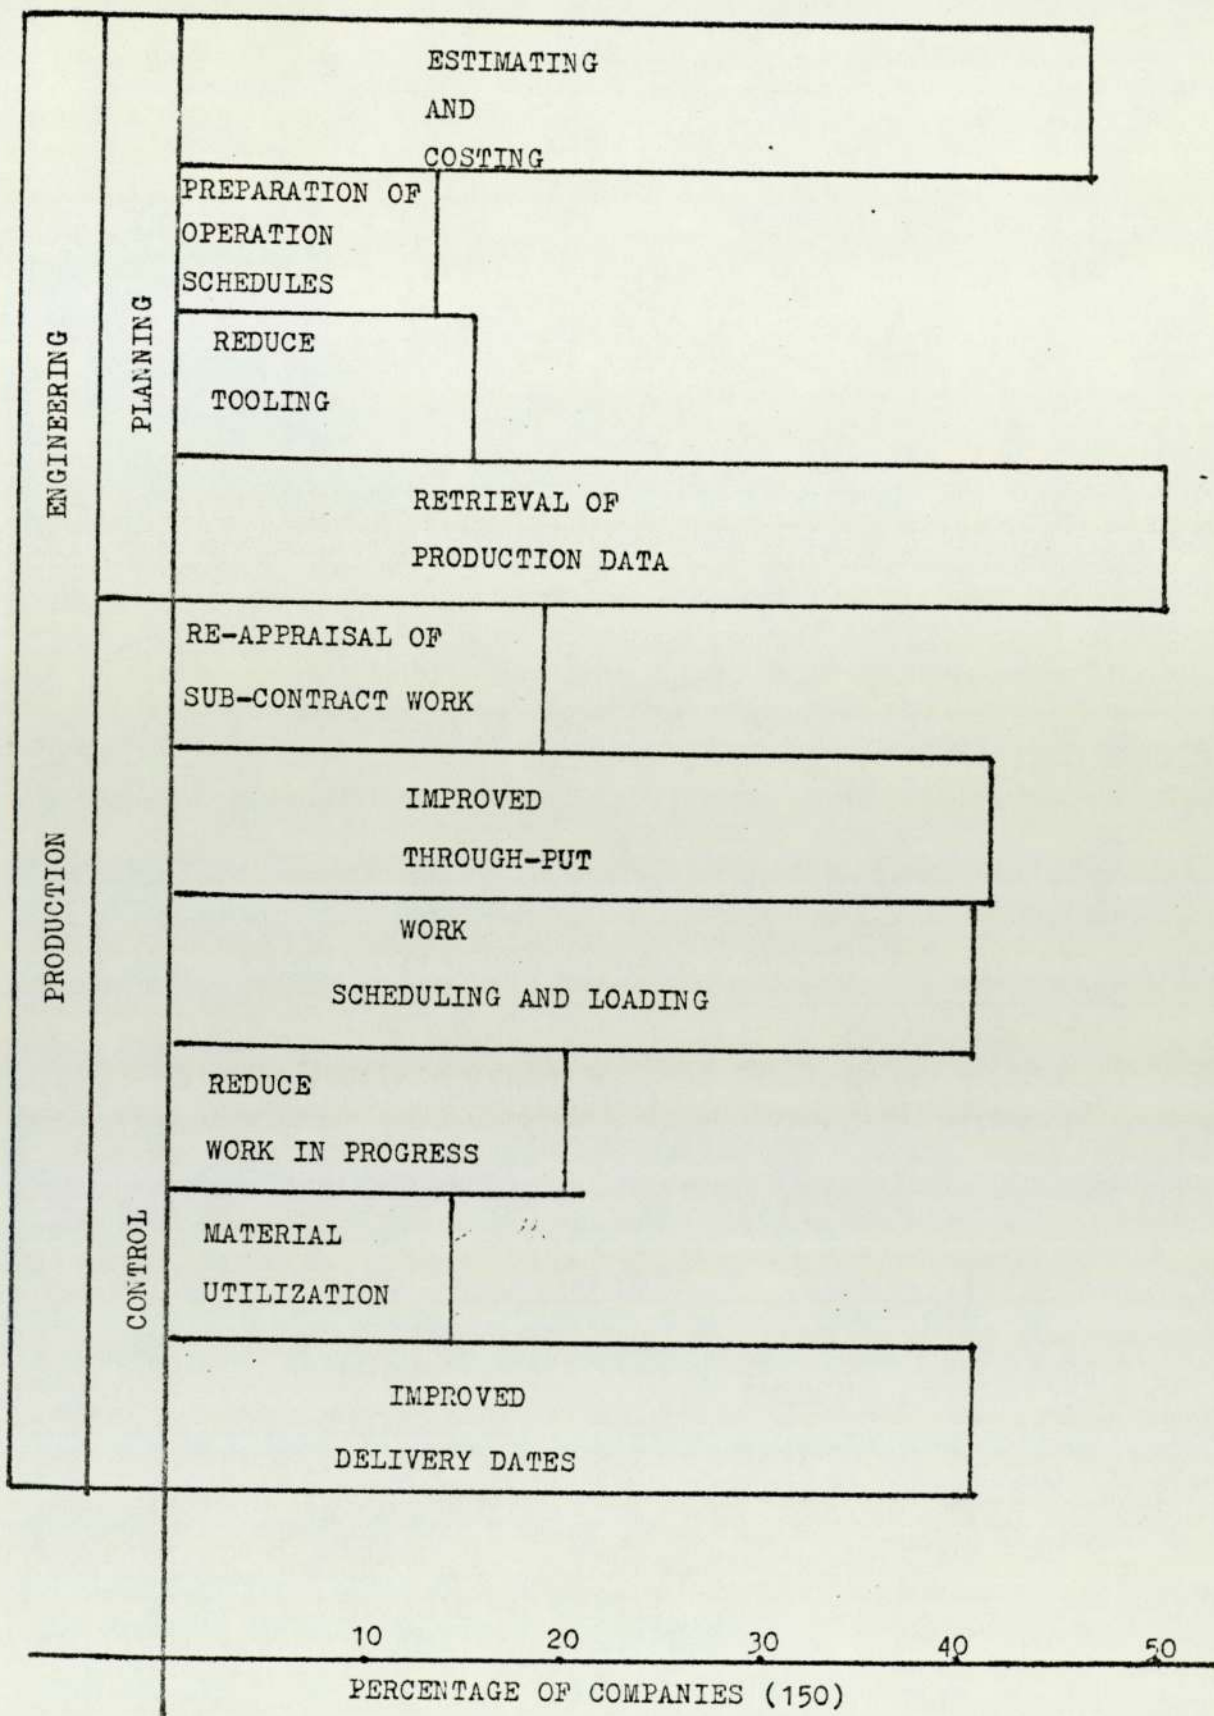 ENGINEERING
PRODUCTION
PLANNING
CONTROL
ESTIMATING
AND
COSTING
PREPARATION OF
OPERATION
SCHEDULES
REDUCE
TOOLING
RETRIEVAL OF
PRODUCTION DATA
RE-APPRAISAL OF
SUB-CONTRACT WORK
IMPROVED
THROUGH-PUT
WORK
SCHEDULING AND LOADING
REDUCE
WORK IN PROGRESS
MATERIAL
UTILIZATION
IMPROVED
DELIVERY DATES
10 20 30 40 50
PERCENTAGE OF COMPANIES (150)